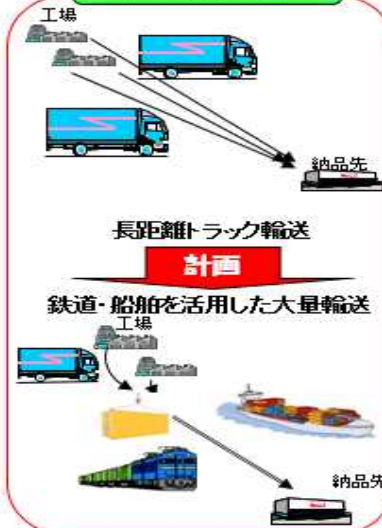 工場
納品先
長距離トラック輸送
計画
鉄道・船舶を活用した大量輸送
工場
納品先